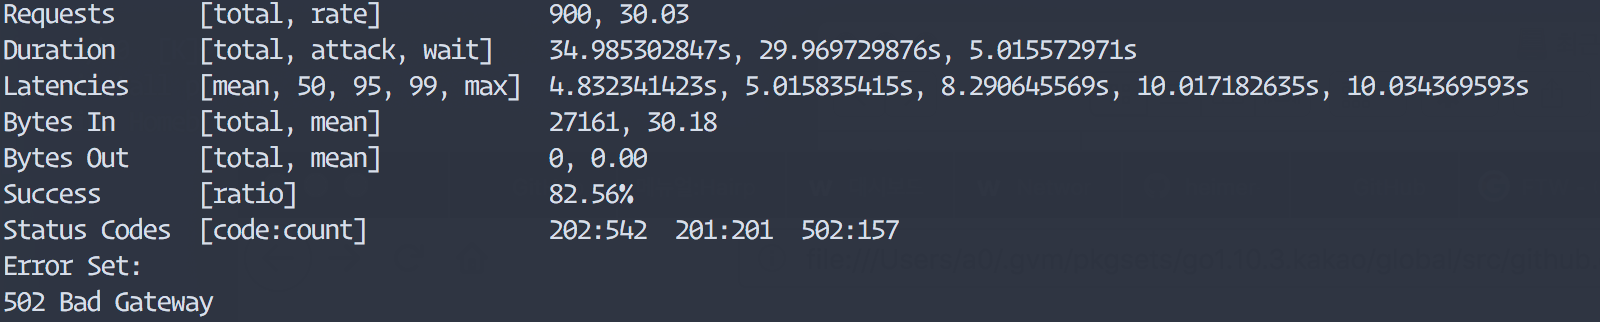 Requests      [total, rate]            900, 30.03
Duration      [total, attack, wait]    34.985302847s, 29.969729876s, 5.015572971s
Latencies     [mean, 50, 95, 99, max]  4.832341423s, 5.015835415s, 8.290645569s, 10.017182635s, 10.034369593s
Bytes In      [total, mean]            27161, 30.18
Bytes Out     [total, mean]            0, 0.00
Success       [ratio]                  82.56%
Status Codes  [code:count]             202:542  201:201  502:157
Error Set:
502 Bad Gateway